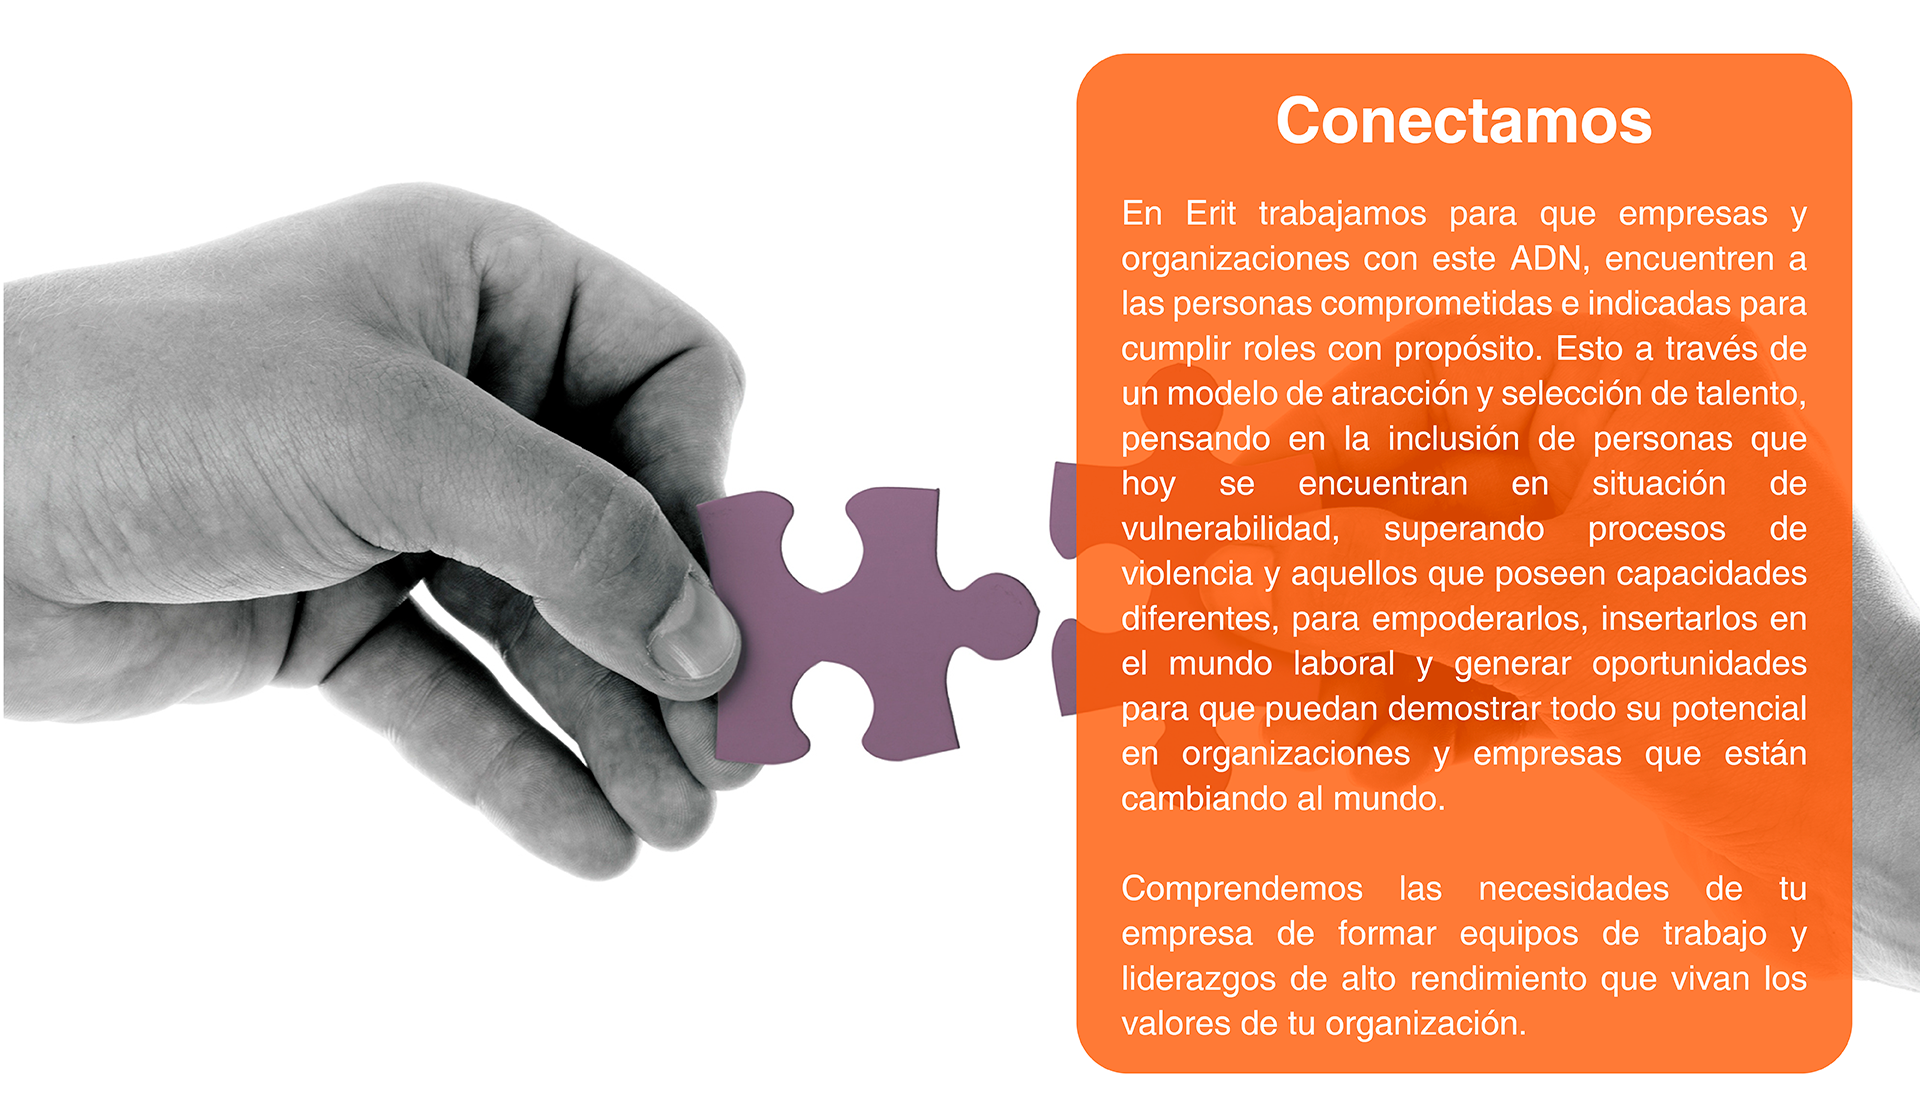 Conectamos
En Erit trabajamos para que empresas y
organizaciones con este ADN, encuentren a
las personas comprometidas e indicadas para
cumplir roles con propósito. Esto a través de
un modelo de atracción y selección de talento,
pensando en la inclusión de personas que
hoy se encuentran en situación de
vulnerabilidad, superando procesos de
violencia y aquellos que poseen capacidades
diferentes, para empoderarlos, insertarlos en
el mundo laboral y generar oportunidades
para que puedan demostrar todo su potencial
en organizaciones y empresas que están
cambiando al mundo.
Comprendemos las necesidades de tu
empresa de formar equipos de trabajo y
liderazgos de alto rendimiento que vivan los
valores de tu organización.